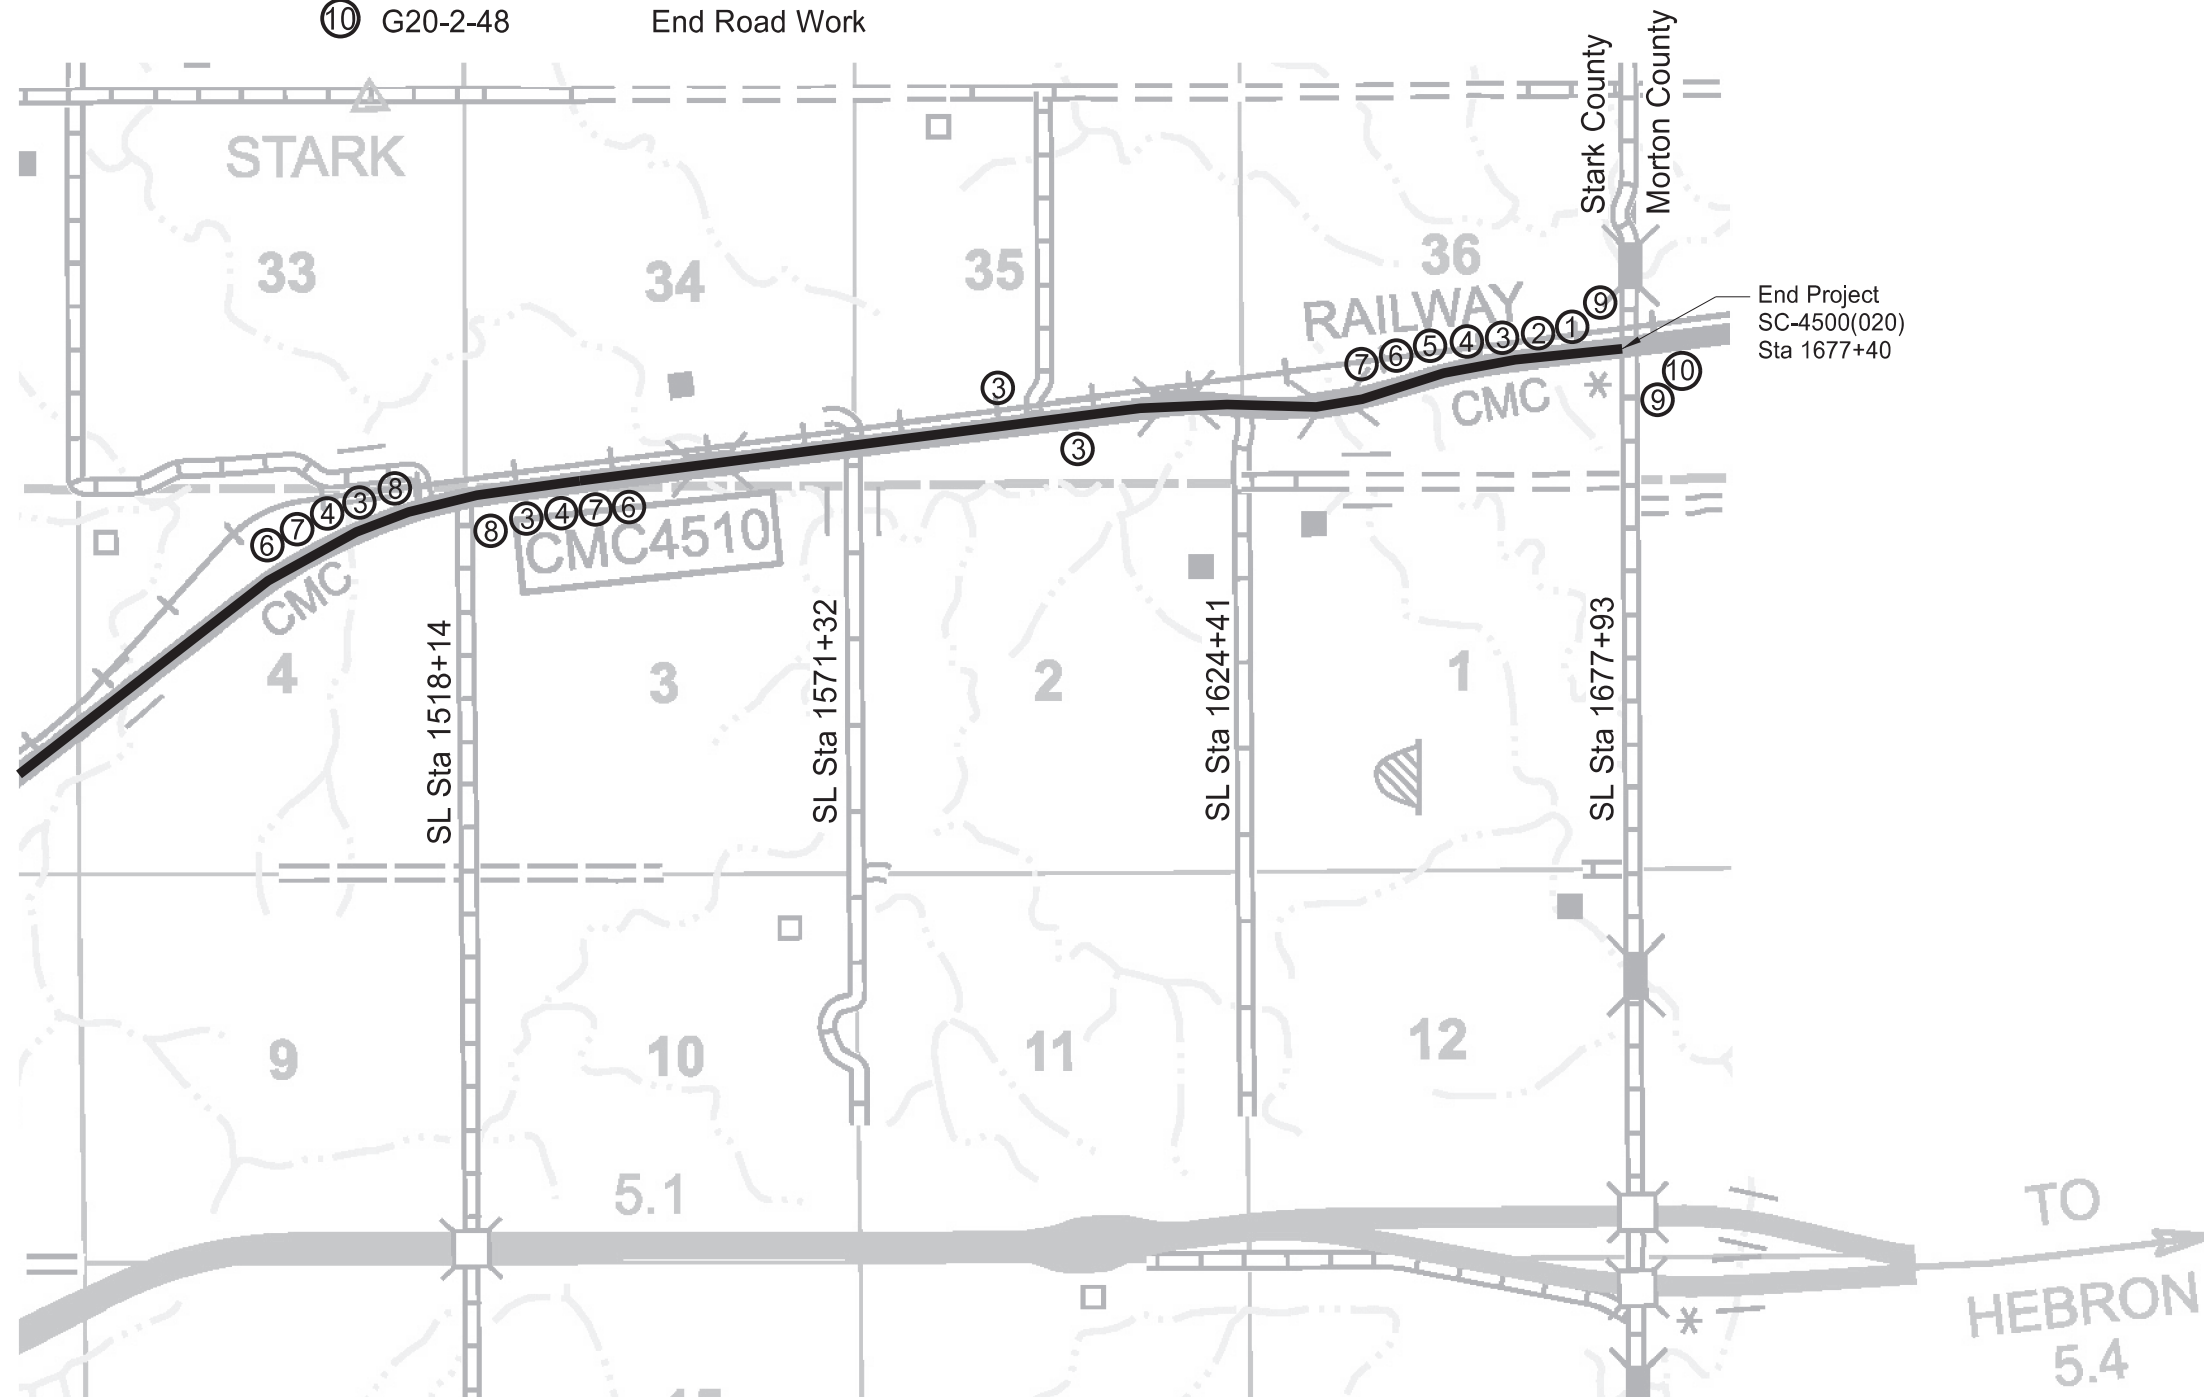 10 G20-2-48 End Road Work
Stark County
Morton County
STARK
33
34
35
36
RAILWAY
7 6 5 4 3 2 1 9
End Project
SC-4500(020)
Sta 1677+40
10
9
3
3
CMC
CMC
6 7 4 3 8
8 3 4 7 6
CMC4510
SL Sta 1518+14
SL Sta 1571+32
SL Sta 1624+41
SL Sta 1677+93
4
3
2
1
9
10
11
12
5.1
TO
HEBRON
5.4